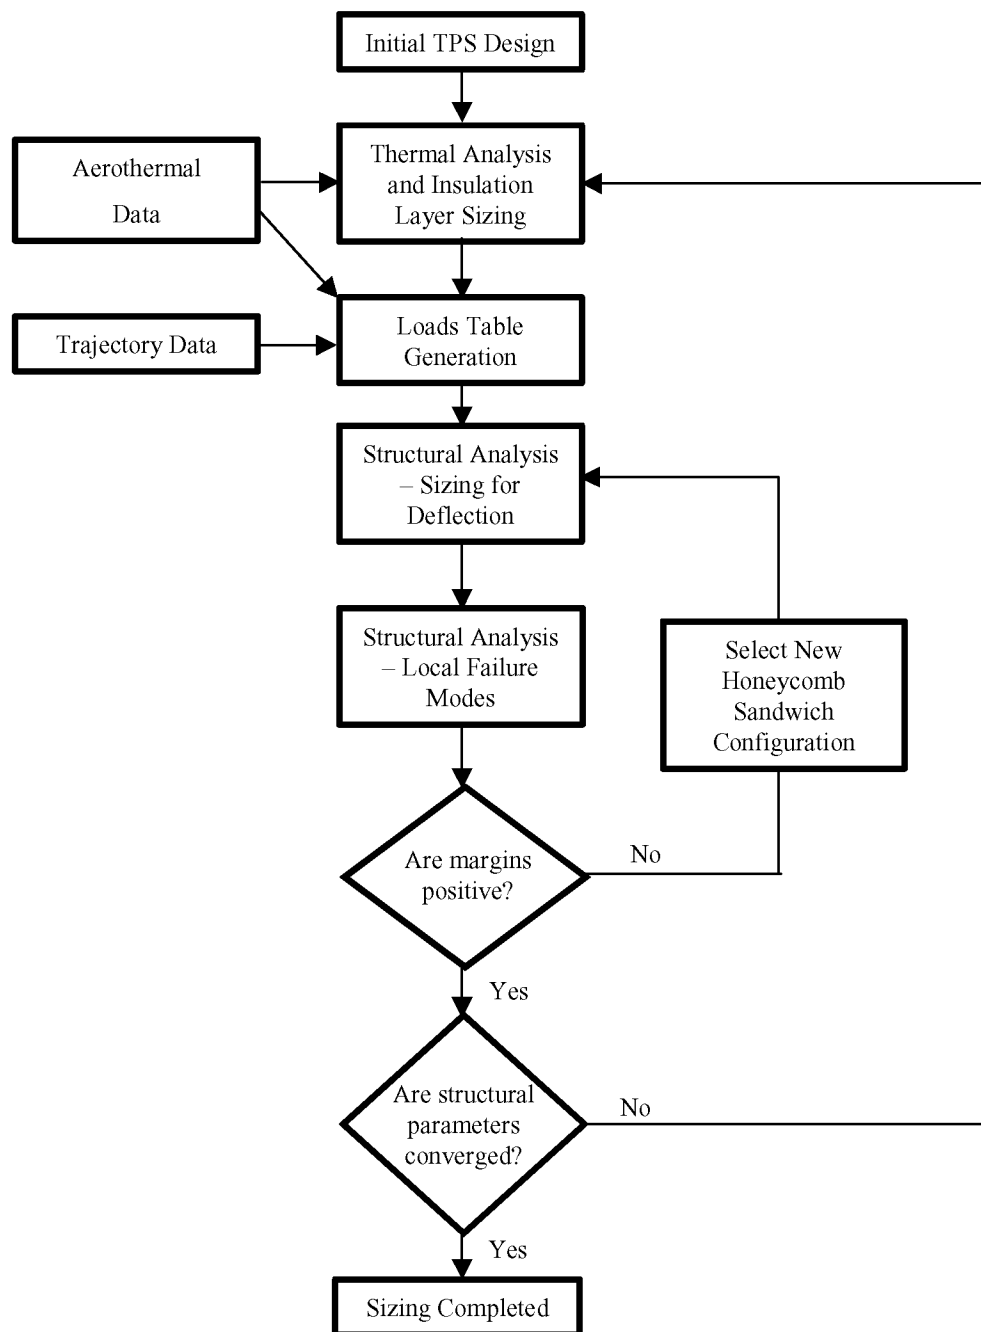 Initial TPS Design
Aerothermal
Data
Thermal Analysis
and Insulation
Layer Sizing
Trajectory Data
Loads Table
Generation
Structural Analysis
– Sizing for
Deflection
Structural Analysis
– Local Failure
Modes
Select New
Honeycomb
Sandwich
Configuration
Are margins
positive?
No
Yes
Are structural
parameters
converged?
No
Yes
Sizing Completed